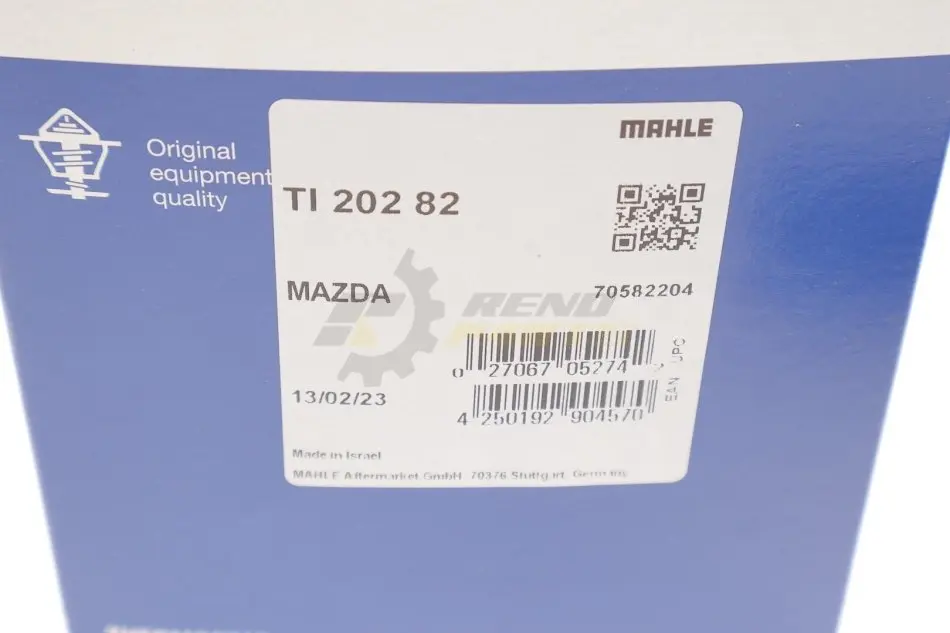 Original
equipment
quality
MAHLE
TI 202 82
MAZDA
70582204
REND
0 27067 05274
UPC
13/02/23
4 250192 904570
EAN
Made in Israel
MAHLE Aftermarket GmbH 70376 Stuttgart, Germany